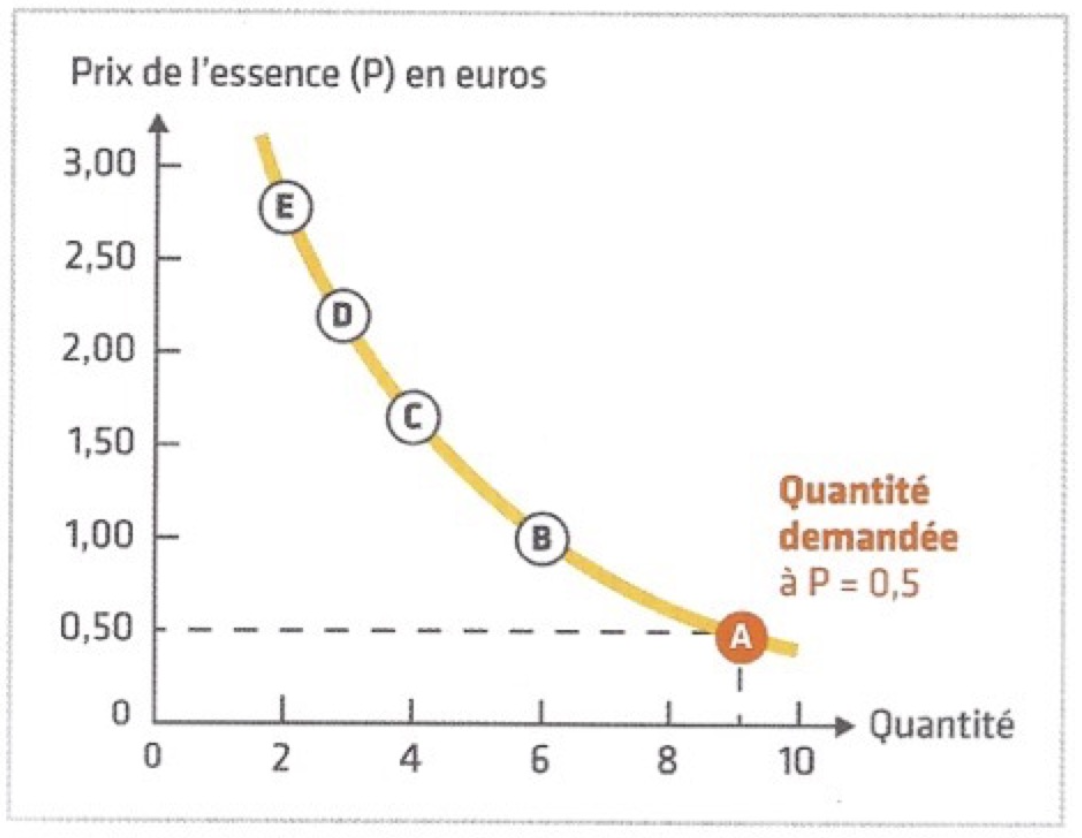 Prix de l'essence (P) en euros
3,00
E
2,50
D
2,00
C
1,50
Quantité
demandée
à P = 0,5
1,00
B
0,50
A
0
Quantité
0
2
4
6
8
10